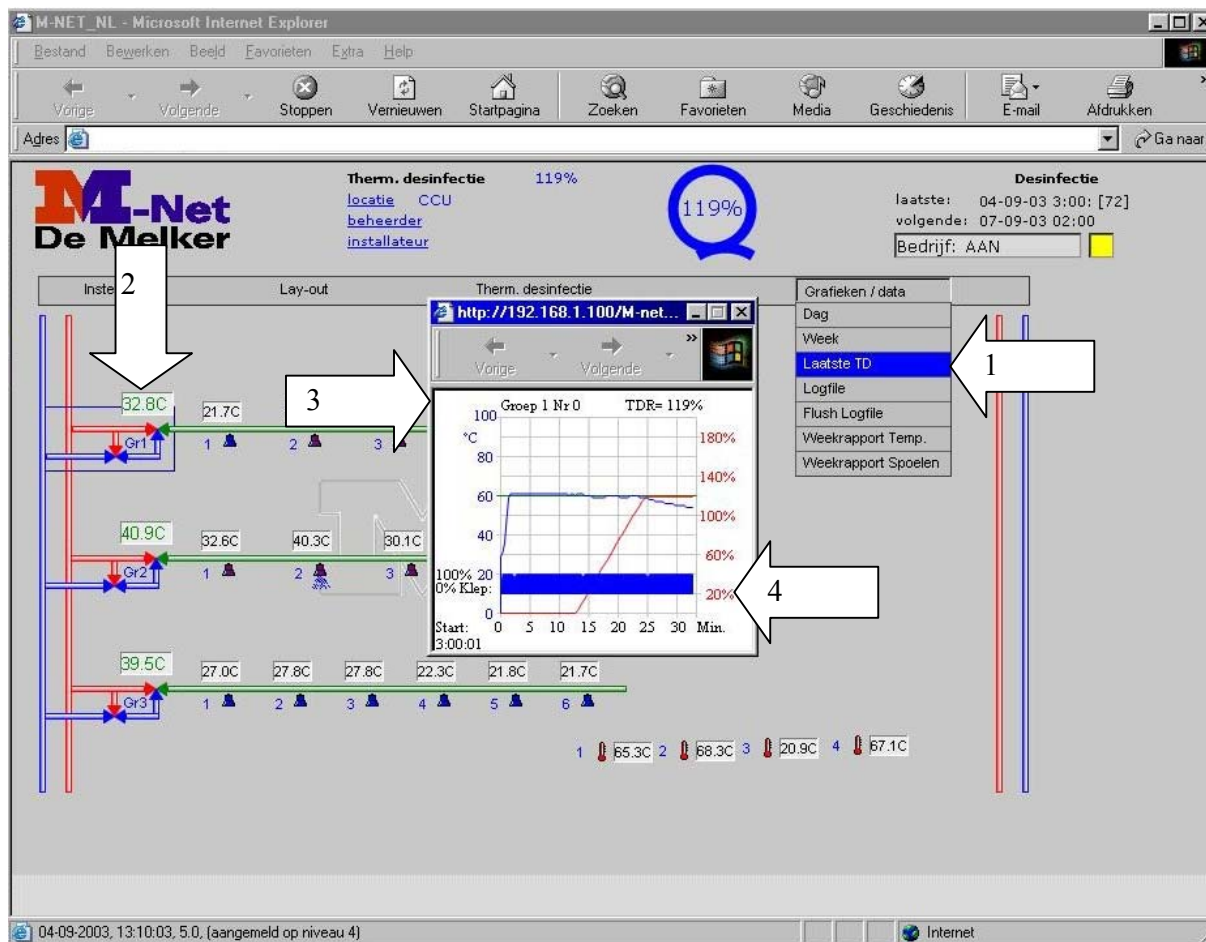 M-NET_NL - Microsoft Internet Explorer
Bestand Bewerken Beeld Favorieten Extra Help
Vorige Volgende Stoppen Vernieuwen Startpagina Zoeken Favorieten Media Geschiedenis E-mail Afdrukken »
Adres Ga naar
M-Net
De Melker
Therm. desinfectie 119%
locatie CCU
beheerder
installateur
119%
Desinfectie
laatste: 04-09-03 3:00: [72]
volgende: 07-09-03 02:00
Bedrijf: AAN
Inste Lay-out Therm. desinfectie Grafieken / data
Dag
Week
Laatste TD
Logfile
Flush Logfile
Weekrapport Temp.
Weekrapport Spoelen
1
2
3
4
http://192.168.1.100/M-net...
Vorige Volgende »
Groep 1 Nr 0 TDR= 119%
100
°C 180%
80
140%
60
100%
40
60%
100% 20
0% Klep: 20%
0
Start: 0 5 10 15 20 25 30 Min.
3:00:01
32.8C 21.7C
Gr1 1 2 3
40.9C 32.6C 40.3C 30.1C
Gr2 1 2 3
39.5C 27.0C 27.8C 27.8C 22.3C 21.8C 21.7C
Gr3 1 2 3 4 5 6
1 65.3C 2 68.3C 3 20.9C 4 67.1C
04-09-2003, 13:10:03, 5.0, (aangemeld op niveau 4) Internet